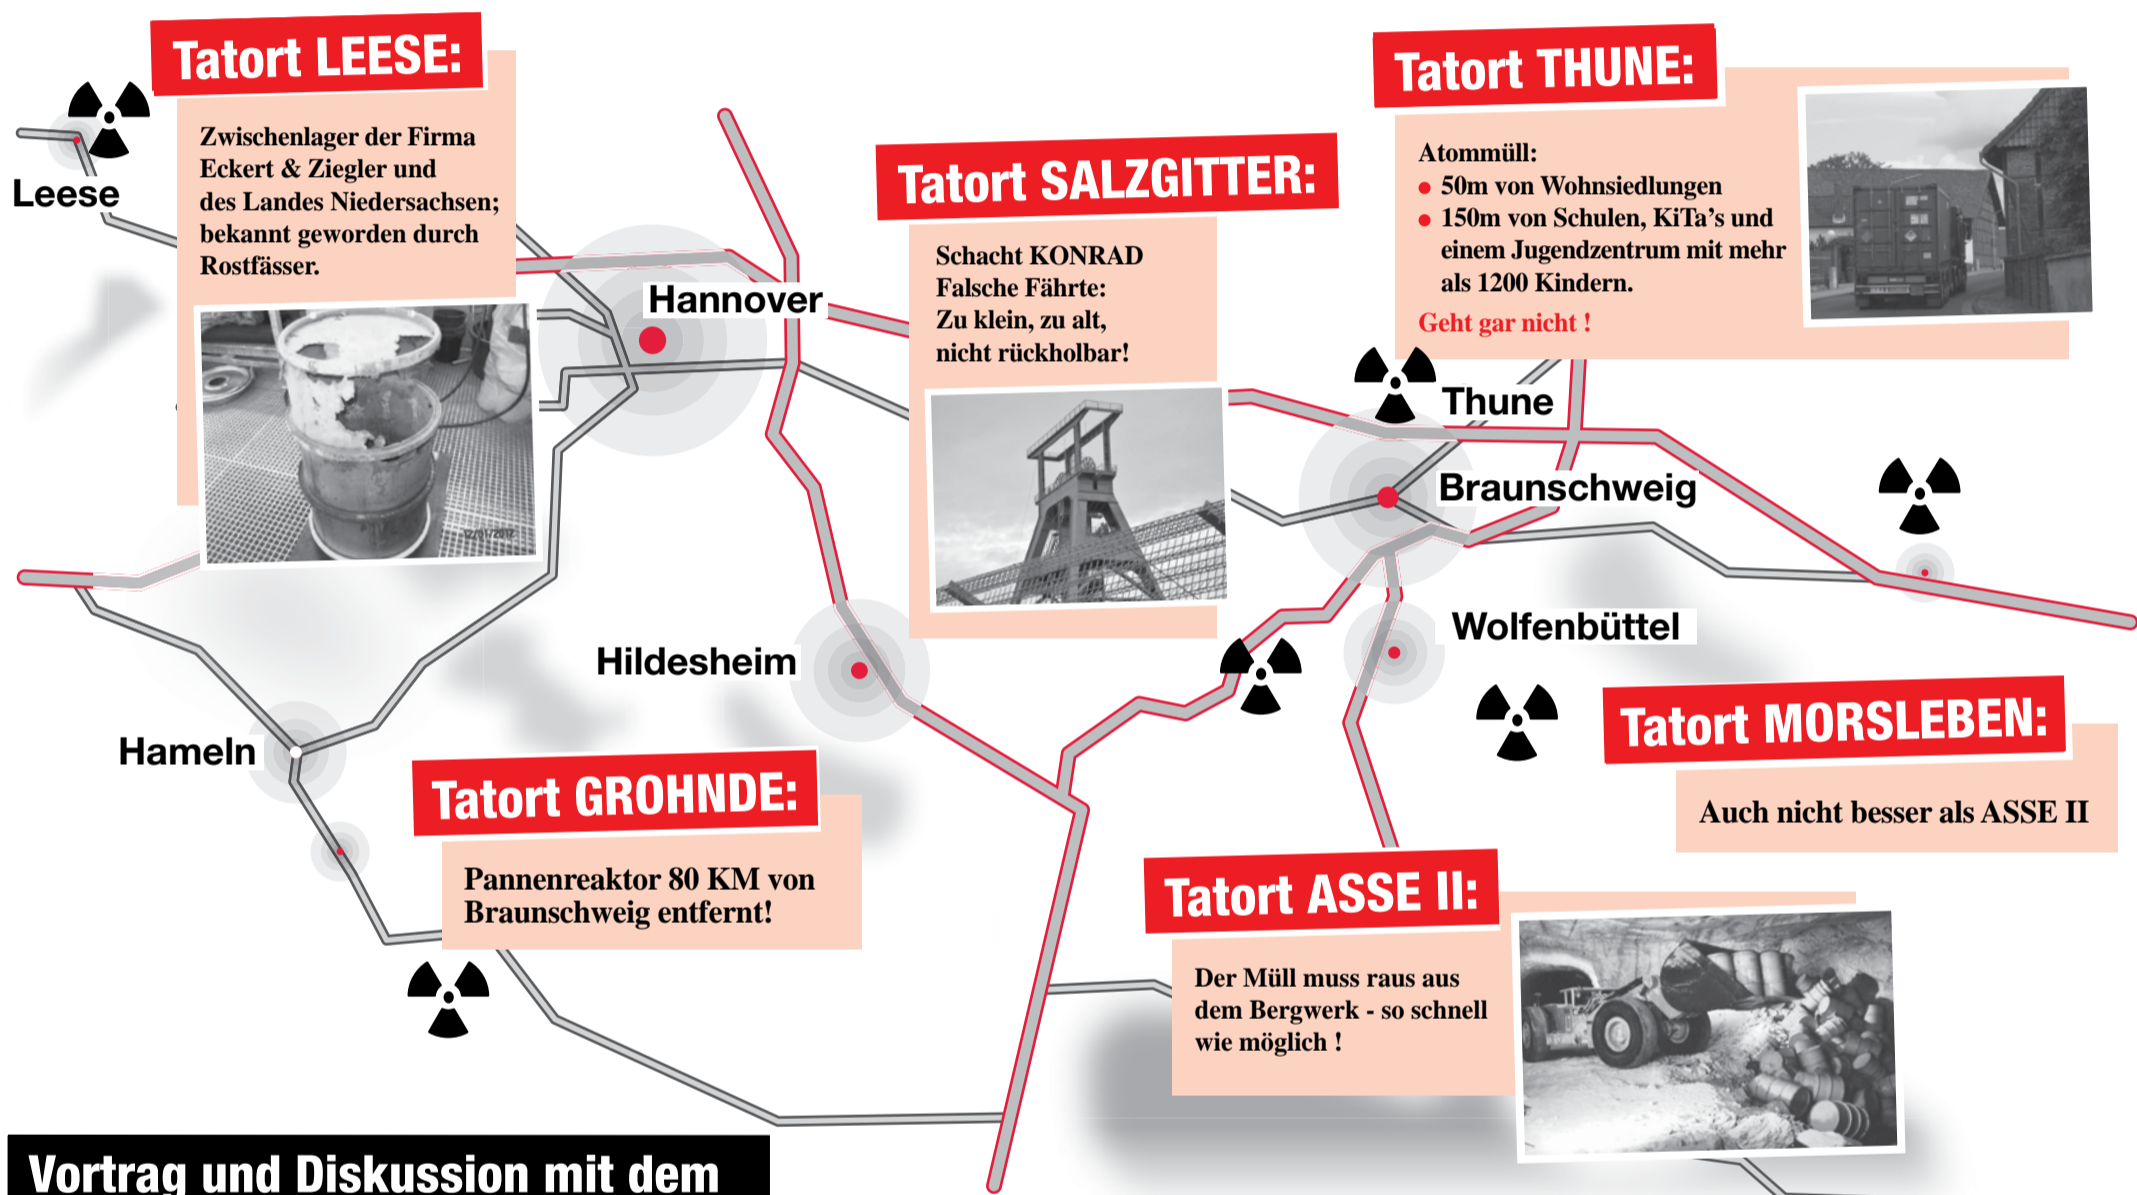 Tatort LEESE:
Zwischenlager der Firma
Eckert & Ziegler und
des Landes Niedersachsen;
bekannt geworden durch
Rostfässer.
12/01/2012
Leese
Hannover
Tatort SALZGITTER:
Schacht KONRAD
Falsche Fährte:
Zu klein, zu alt,
nicht rückholbar!
Tatort THUNE:
Atommüll:
• 50m von Wohnsiedlungen
• 150m von Schulen, KiTa's und
einem Jugendzentrum mit mehr
als 1200 Kindern.
Geht gar nicht !
Thune
Braunschweig
Wolfenbüttel
Hildesheim
Hameln
Tatort GROHNDE:
Pannenreaktor 80 KM von
Braunschweig entfernt!
Tatort MORSLEBEN:
Auch nicht besser als ASSE II
Tatort ASSE II:
Der Müll muss raus aus
dem Bergwerk - so schnell
wie möglich !
Vortrag und Diskussion mit dem